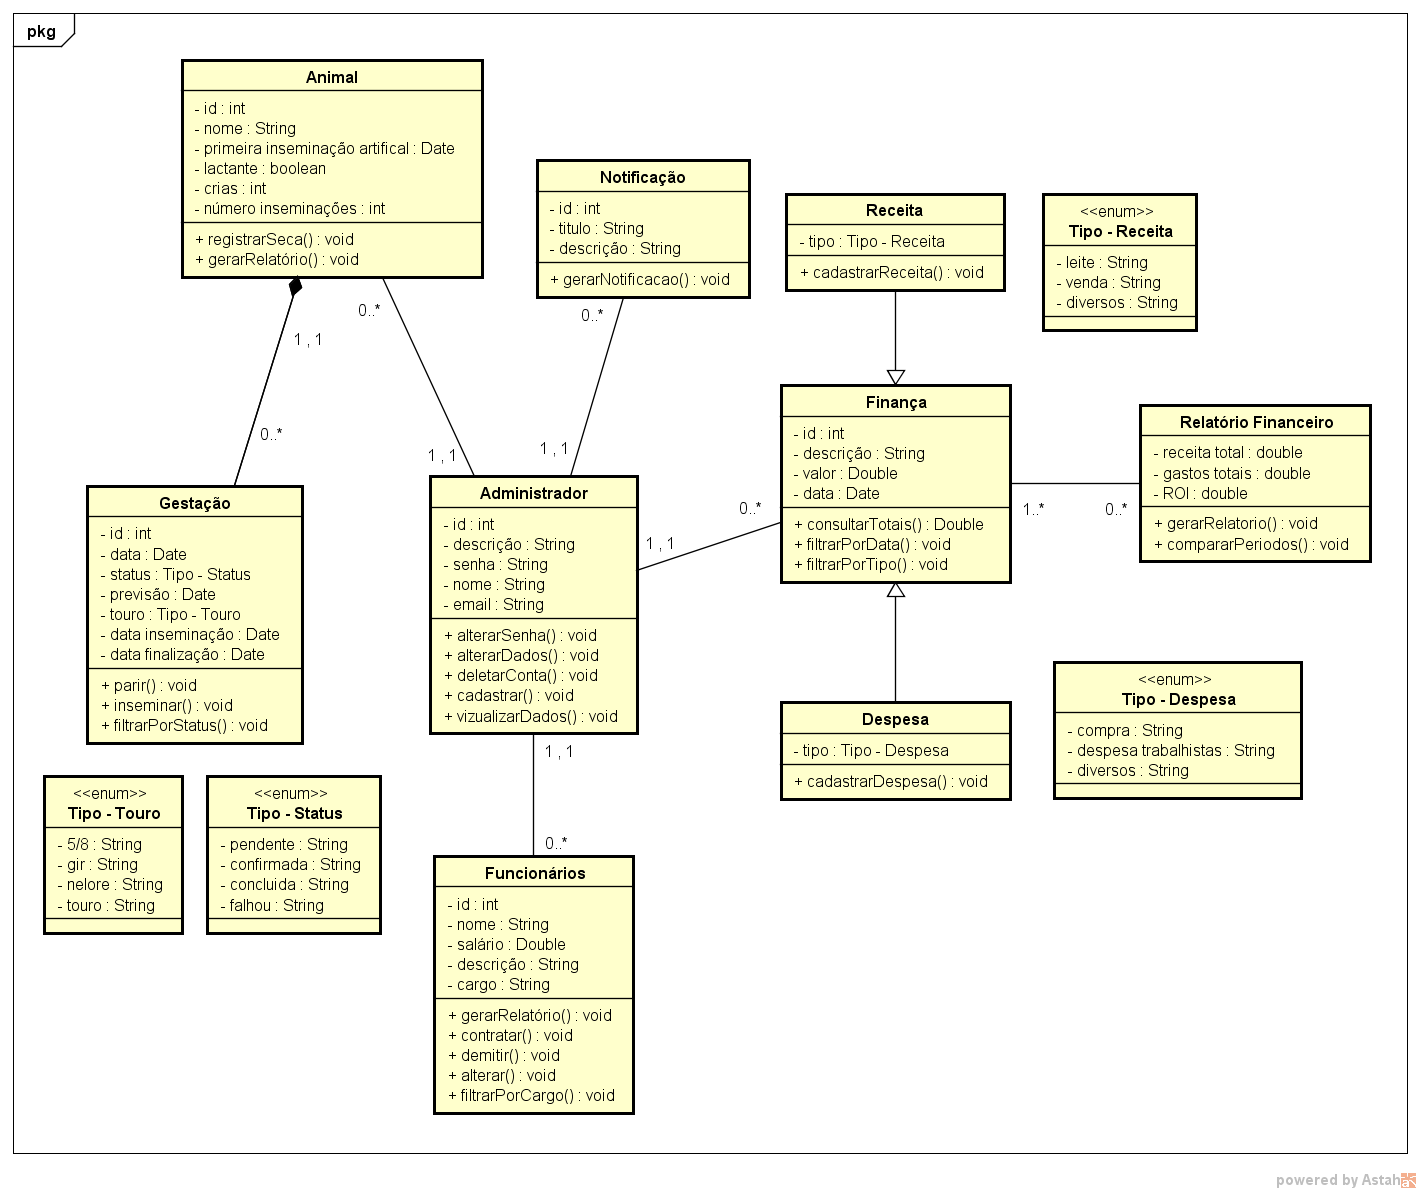 pkg
Animal
- id : int
- nome : String
- primeira inseminação artifical : Date
- lactante : boolean
- crias : int
- número inseminações : int
+ registrarSeca() : void
+ gerarRelatório() : void
Notificação
- id : int
- titulo : String
- descrição : String
+ gerarNotificacao() : void
Receita
- tipo : Tipo - Receita
+ cadastrarReceita() : void
<<enum>>
Tipo - Receita
- leite : String
- venda : String
- diversos : String
0..*
1 , 1
0..*
0..*
1 , 1
1 , 1
Finança
- id : int
- descrição : String
- valor : Double
- data : Date
+ consultarTotais() : Double
+ filtrarPorData() : void
+ filtrarPorTipo() : void
Relatório Financeiro
- receita total : double
- gastos totais : double
- ROI : double
+ gerarRelatorio() : void
+ compararPeriodos() : void
1..*
0..*
0..*
1 , 1
Gestação
- id : int
- data : Date
- status : Tipo - Status
- previsão : Date
- touro : Tipo - Touro
- data inseminação : Date
- data finalização : Date
+ parir() : void
+ inseminar() : void
+ filtrarPorStatus() : void
Administrador
- id : int
- descrição : String
- senha : String
- nome : String
- email : String
+ alterarSenha() : void
+ alterarDados() : void
+ deletarConta() : void
+ cadastrar() : void
+ vizualizarDados() : void
Despesa
- tipo : Tipo - Despesa
+ cadastrarDespesa() : void
<<enum>>
Tipo - Despesa
- compra : String
- despesa trabalhistas : String
- diversos : String
<<enum>>
Tipo - Touro
- 5/8 : String
- gir : String
- nelore : String
- touro : String
<<enum>>
Tipo - Status
- pendente : String
- confirmada : String
- concluida : String
- falhou : String
1 , 1
0..*
Funcionários
- id : int
- nome : String
- salário : Double
- descrição : String
- cargo : String
+ gerarRelatório() : void
+ contratar() : void
+ demitir() : void
+ alterar() : void
+ filtrarPorCargo() : void
powered by Astah